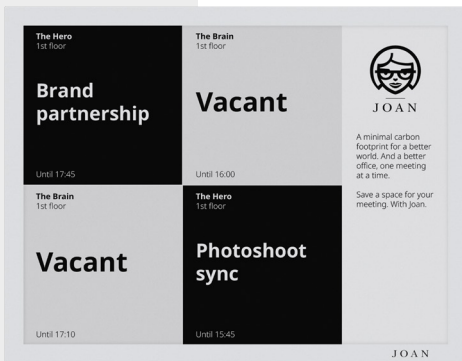 The Hero
1st floor
Brand
partnership
Until 17:45
The Brain
1st floor
Vacant
Until 16:00
The Brain
1st floor
Vacant
Until 17:10
The Hero
1st floor
Photoshoot
sync
Until 15:45
JOAN
A minimal carbon
footprint for a better
world. And a better
office, one meeting
at a time.
Save a space for your
meeting. With Joan.
JOAN